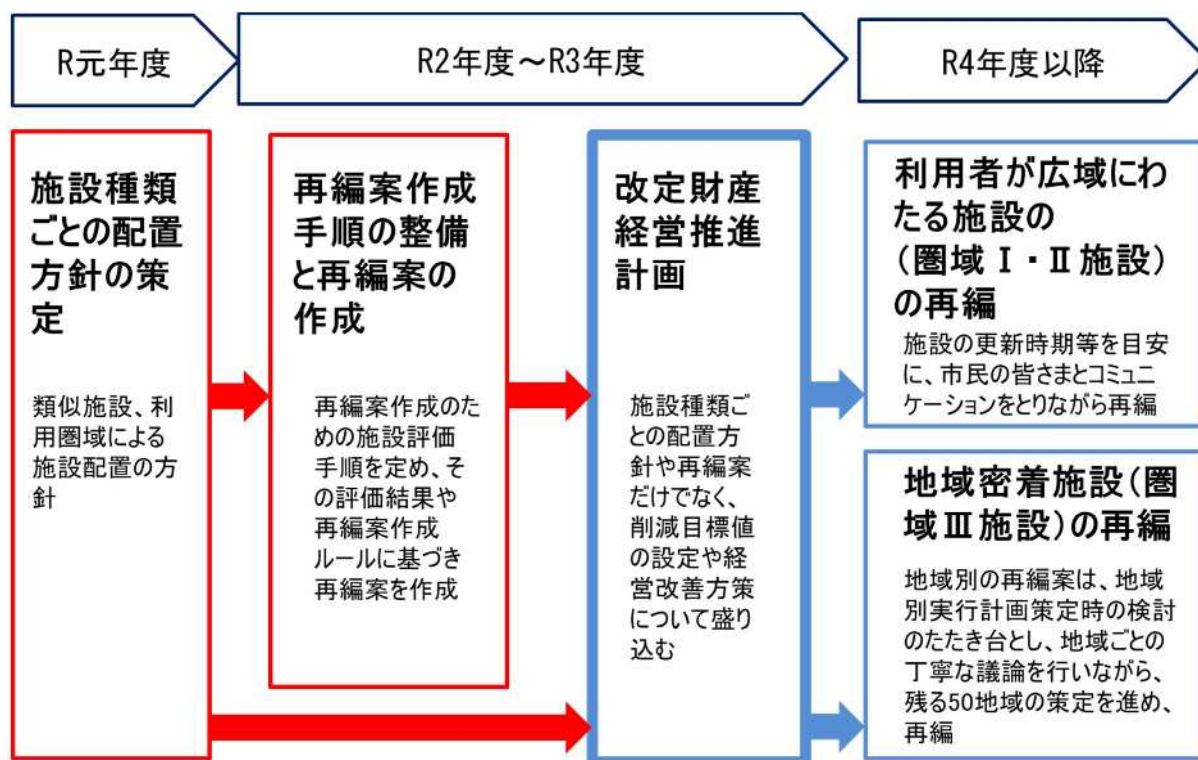 R元年度
R2年度～R3年度
R4年度以降
施設種類
ごとの配置
方針の策
定
類似施設、利
用圏域による
施設配置の方
針
再編案作成
手順の整備
と再編案の
作成
再編案作成のた
めの施設評価
手順を定め、そ
の評価結果や
再編案作成
ルールに基づき
再編案を作成
改定財産
経営推進
計画
施設種類ご
との配置方
針や再編案
だけでなく、
削減目標値
の設定や経
営改善方策
について盛り
込む
利用者が広域にわ
たる施設の
（圏域Ⅰ・Ⅱ施設）
の再編
施設の更新時期等を目安
に、市民の皆さまとコミュニ
ケーションをとりながら再編
地域密着施設（圏
域Ⅲ施設）の再編
地域別の再編案は、地域
別実行計画策定時の検討
のたたき台とし、地域ごとの
丁寧な議論を行いながら、
残る50地域の策定を進め、
再編